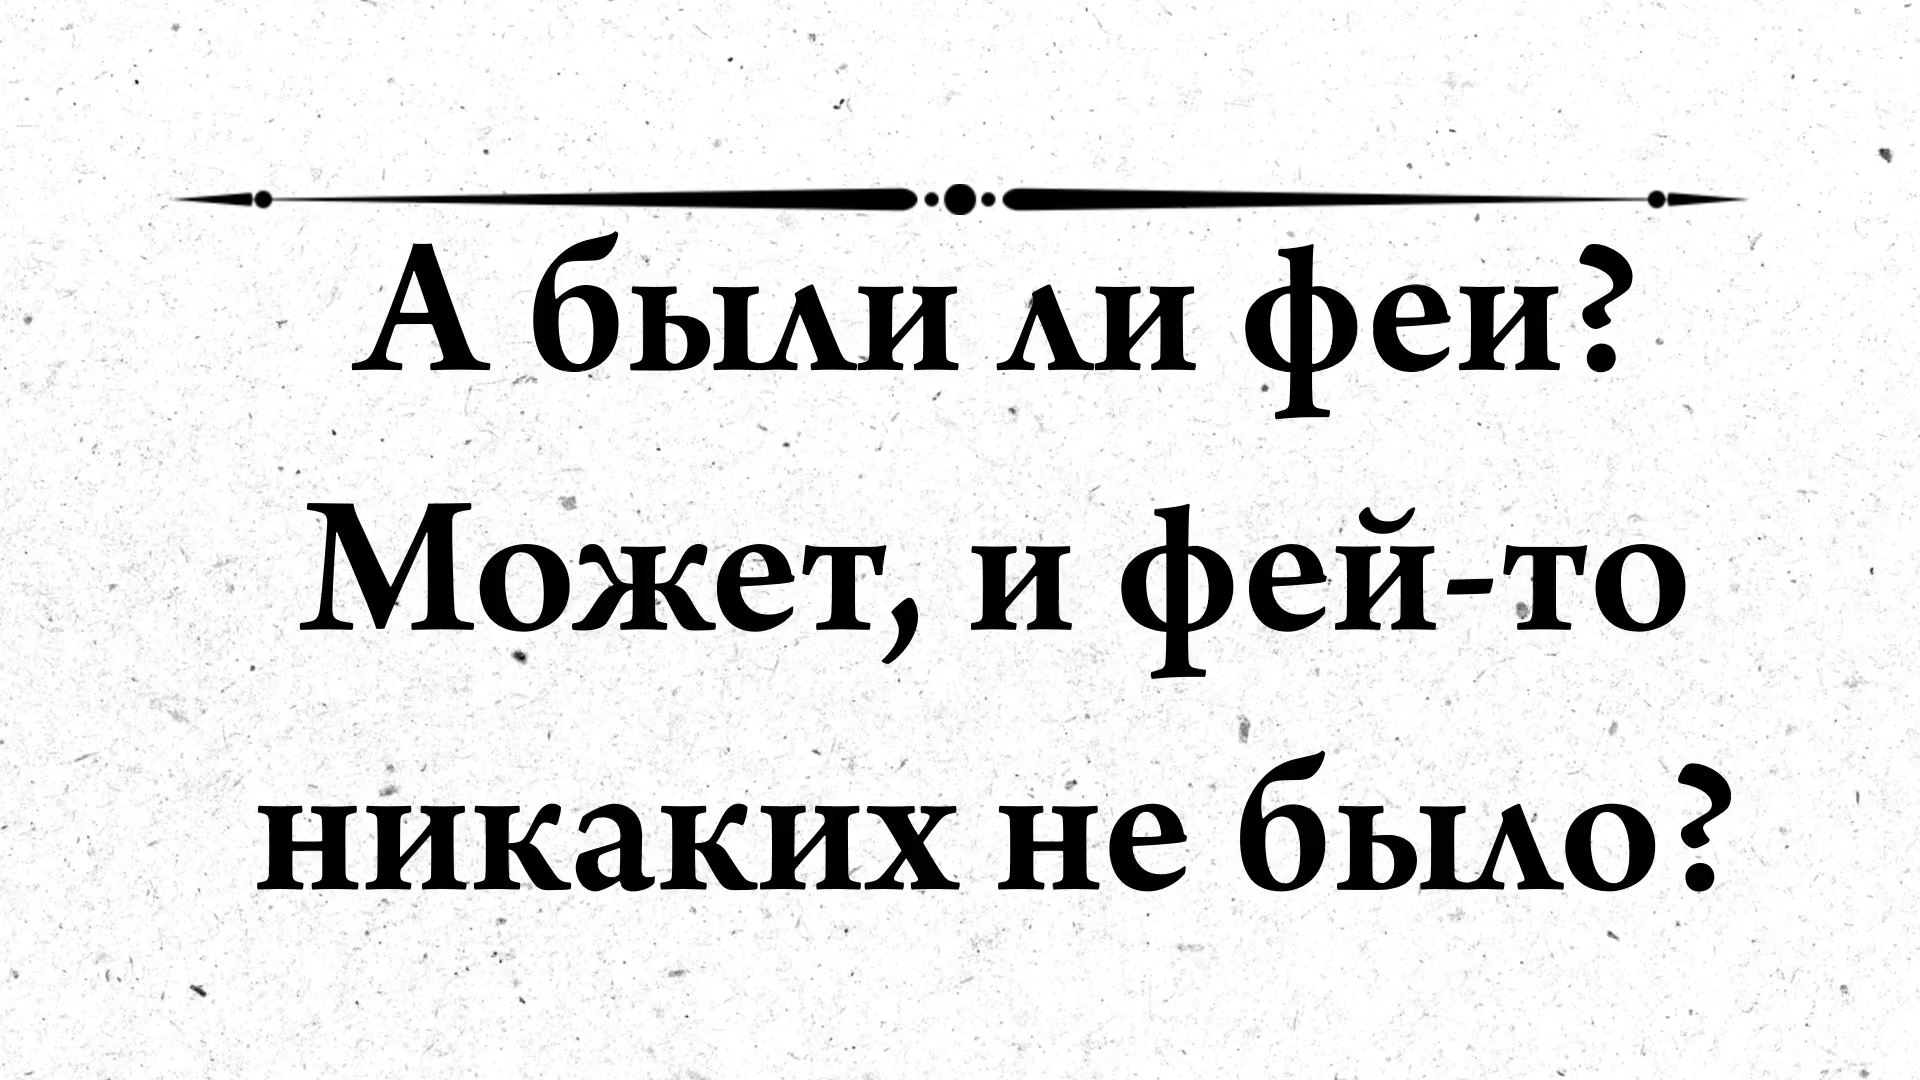 А были ли феи?
Может, и фей-то
никаких не было?